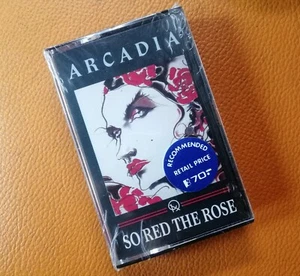 ARCADIA
RECOMMENDED
RETAIL PRICE
SO RED THE ROSE